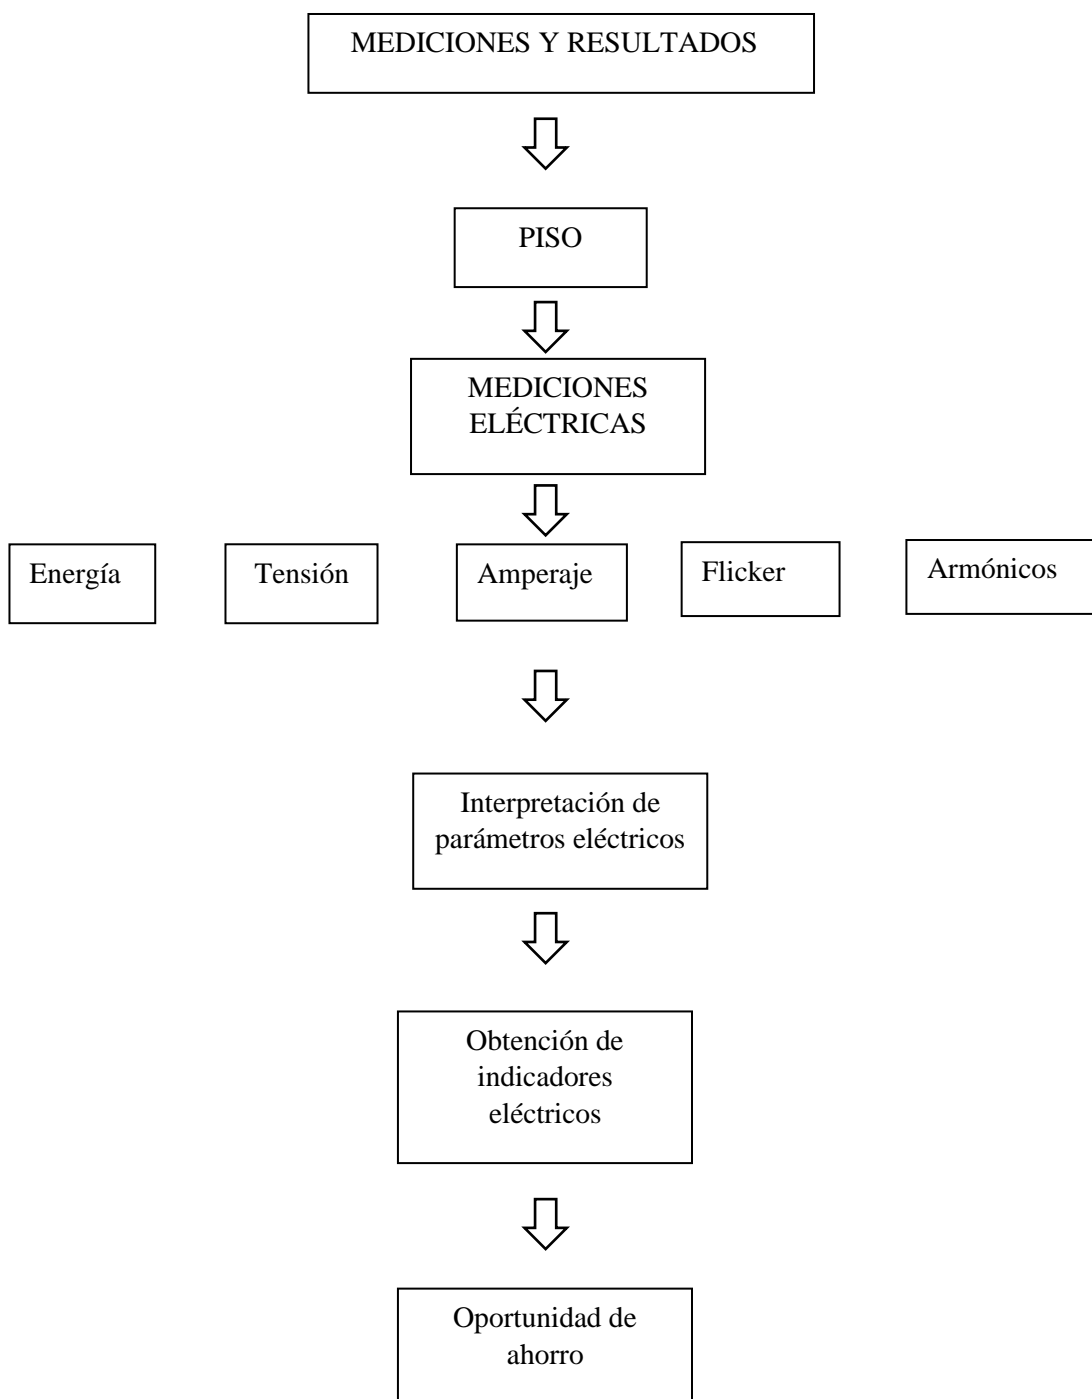 MEDICIONES Y RESULTADOS
PISO
MEDICIONES
ELÉCTRICAS
Energía
Tensión
Amperaje
Flicker
Armónicos
Interpretación de
parámetros eléctricos
Obtención de
indicadores
eléctricos
Oportunidad de
ahorro